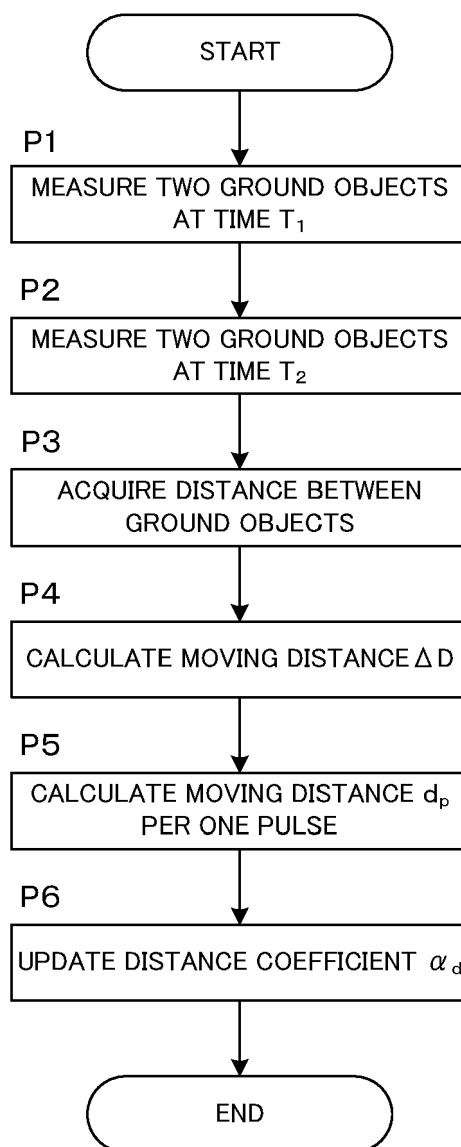 START
P1
MEASURE TWO GROUND OBJECTS
AT TIME T₁
P2
MEASURE TWO GROUND OBJECTS
AT TIME T₂
P3
ACQUIRE DISTANCE BETWEEN
GROUND OBJECTS
P4
CALCULATE MOVING DISTANCE Δ D
P5
CALCULATE MOVING DISTANCE dₚ
PER ONE PULSE
P6
UPDATE DISTANCE COEFFICIENT α d
END